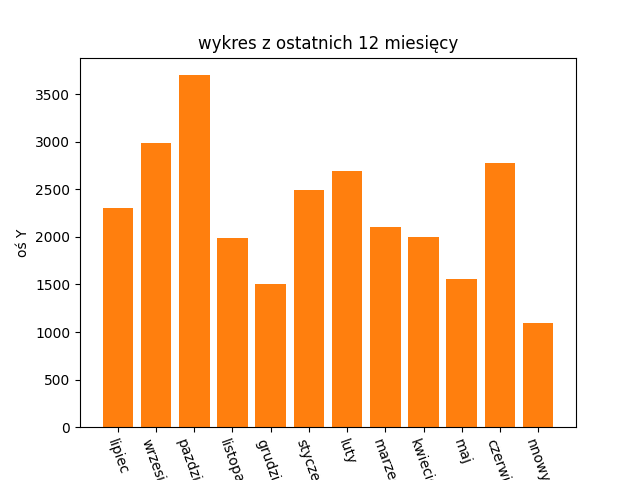 wykres z ostatnich 12 miesięcy
3500
3000
2500
2000
1500
1000
500
0
oś Y
lipiec
wrzesi
pazdzi
listopa
grudzi
stycze
luty
marze
kwieci
maj
czerwi
nnowy